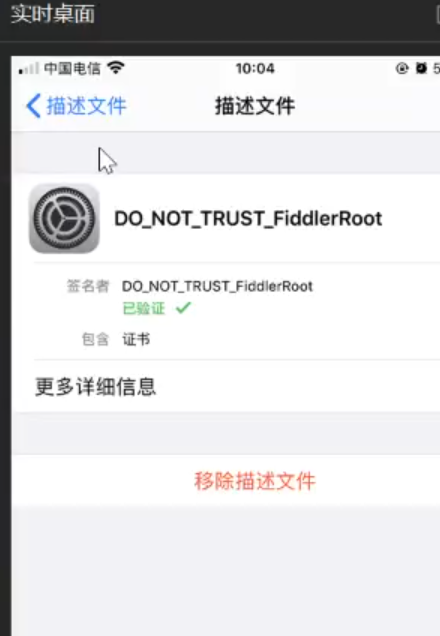 实时桌面
中国电信 10:04 5
描述文件 描述文件
DO_NOT_TRUST_FiddlerRoot
签名者 DO_NOT_TRUST_FiddlerRoot
已验证
包含 证书
更多详细信息
移除描述文件